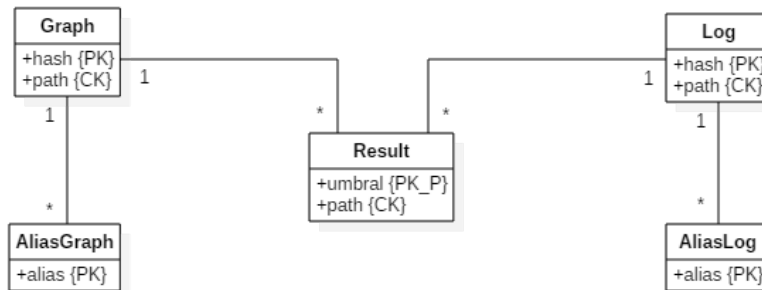 Graph
+hash {PK}
+path {CK}
Log
+hash {PK}
+path {CK}
1
1
1
1
*
*
Result
+umbral {PK_P}
+path {CK}
*
*
AliasGraph
+alias {PK}
AliasLog
+alias {PK}